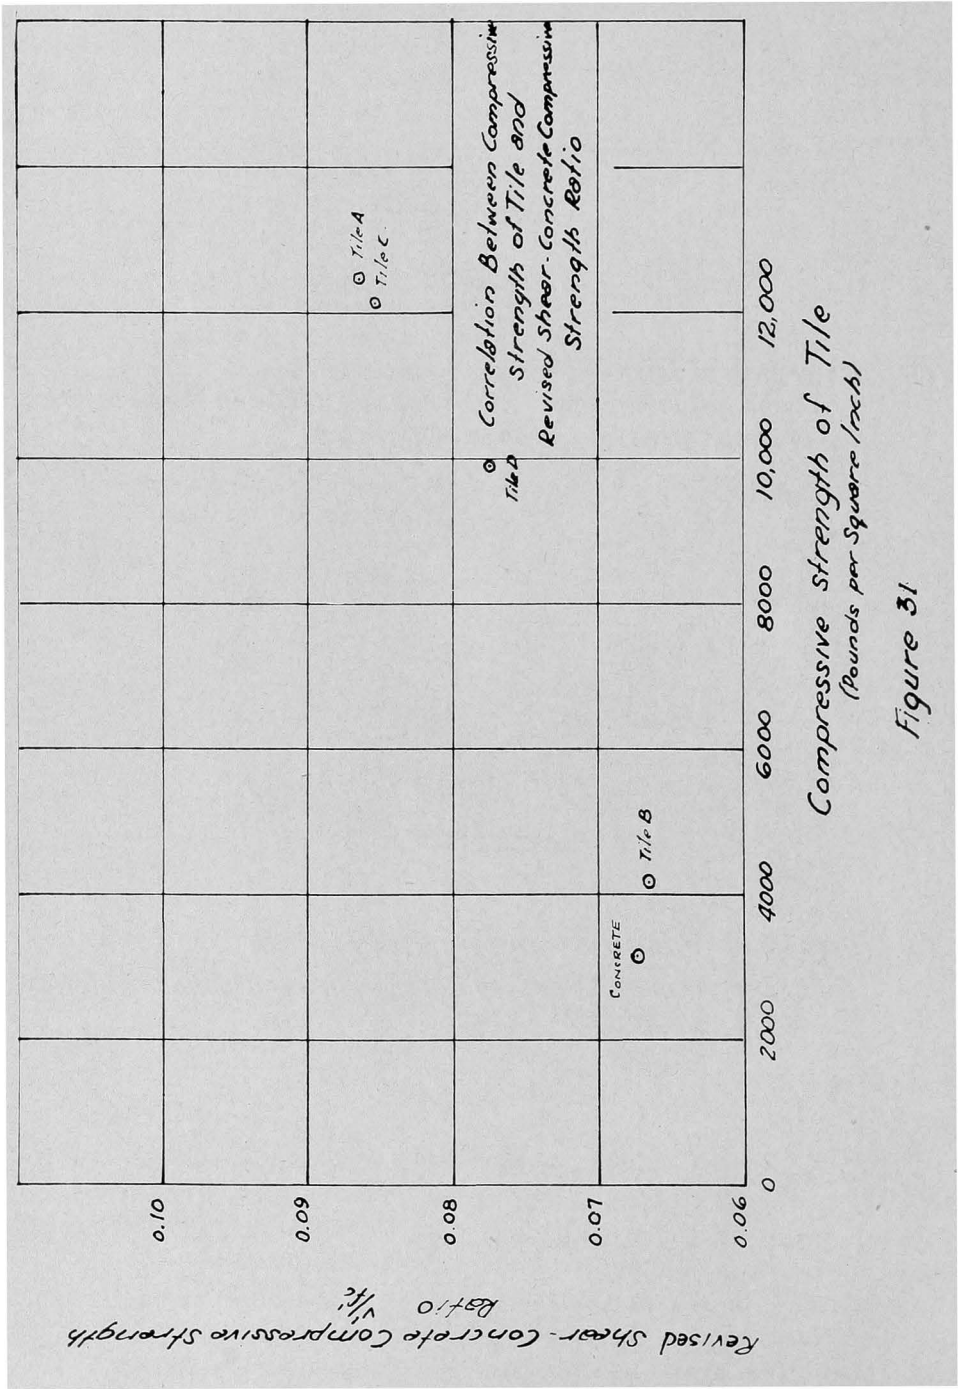 Revised Shear-Concrete Compressive Strength
Ratio v'/f'c
0.10
0.09
0.08
0.07
0.06
Tile A
Tile C
Correlation Between Compressive
Strength of Tile and
Revised Shear-Concrete Compressive
Strength Ratio
Tile D
CONCRETE
Tile B
0
2000
4000
6000
8000
10,000
12,000
Compressive Strength of Tile
(Pounds per Square Inch)
Figure 31